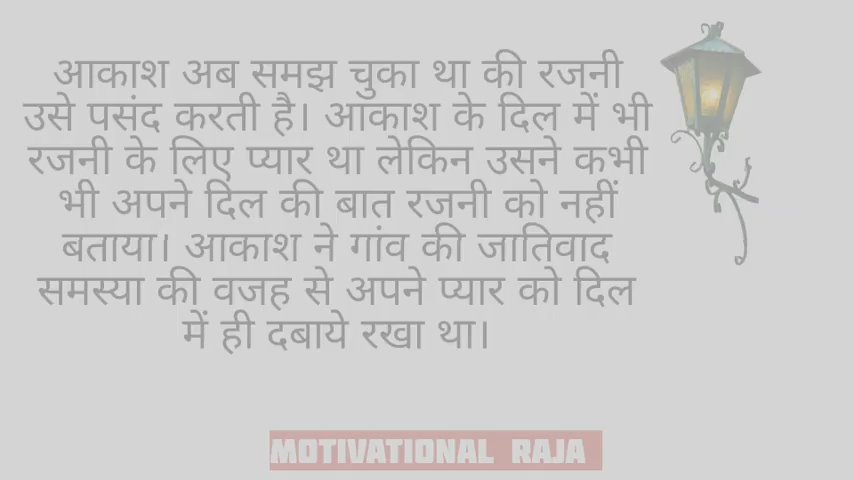 आकाश अब समझ चुका था की रजनी
उसे पसंद करती है। आकाश के दिल में भी
रजनी के लिए प्यार था लेकिन उसने कभी
भी अपने दिल की बात रजनी को नहीं
बताया। आकाश ने गांव की जातिवाद
समस्या की वजह से अपने प्यार को दिल
में ही दबाये रखा था।
MOTIVATIONAL RAJA